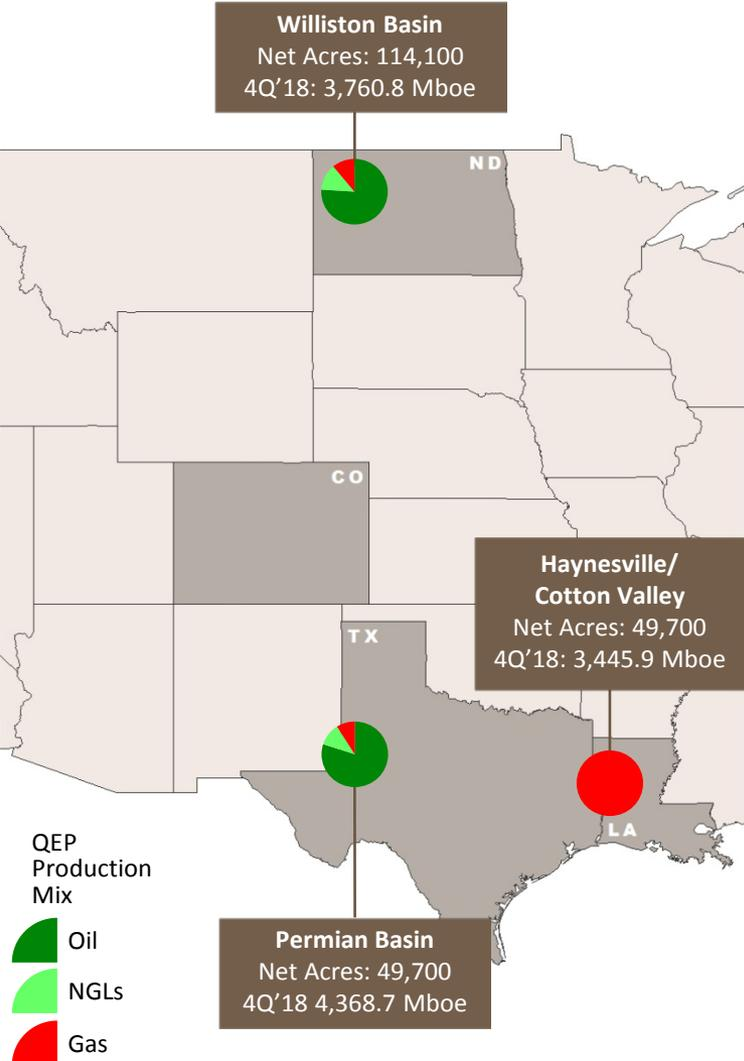 Williston Basin
Net Acres: 114,100
4Q’18: 3,760.8 Mboe
ND
CO
Haynesville/
Cotton Valley
Net Acres: 49,700
4Q’18: 3,445.9 Mboe
TX
LA
QEP
Production
Mix
Oil
NGLs
Gas
Permian Basin
Net Acres: 49,700
4Q’18 4,368.7 Mboe